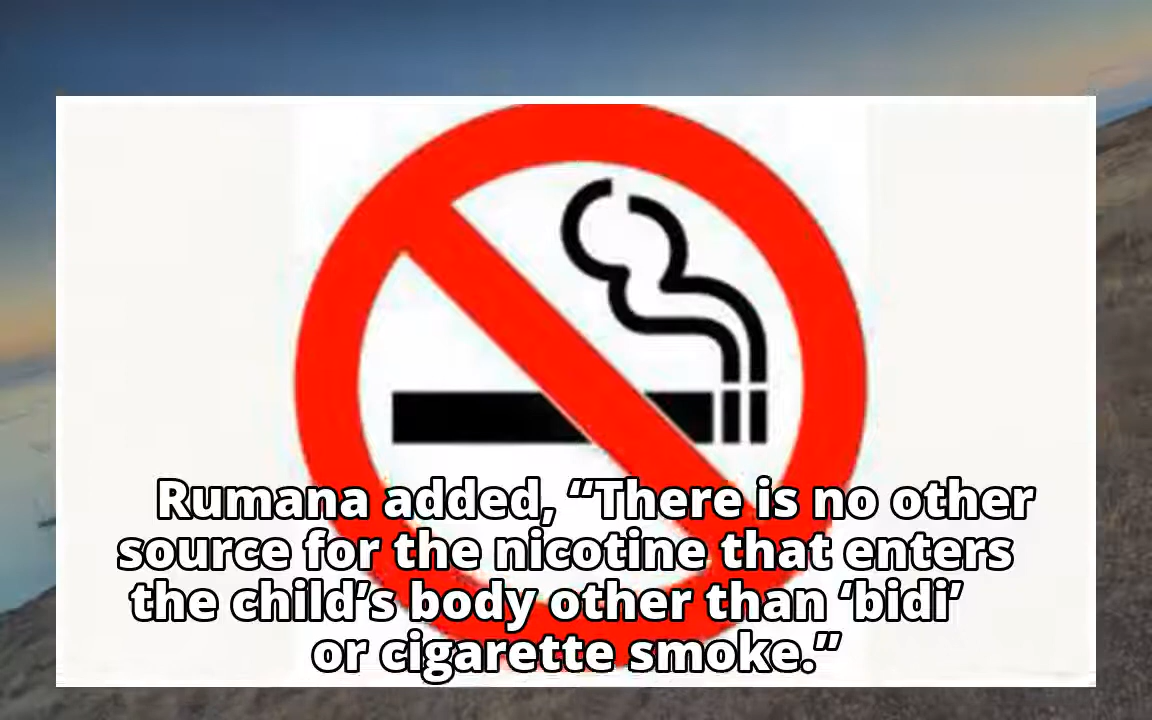 Rumana added, “There is no other
source for the nicotine that enters
the child’s body other than ‘bidi’
or cigarette smoke.”